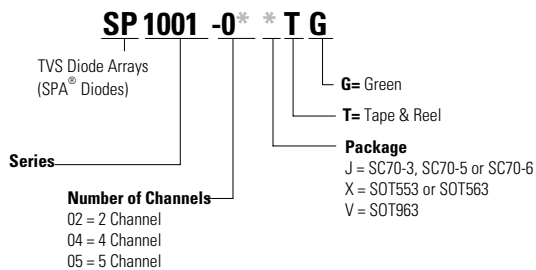 SP 1001 -0* * T G
TVS Diode Arrays
(SPA® Diodes)
G= Green
T= Tape & Reel
Series
Package
J = SC70-3, SC70-5 or SC70-6
X = SOT553 or SOT563
V = SOT963
Number of Channels
02 = 2 Channel
04 = 4 Channel
05 = 5 Channel